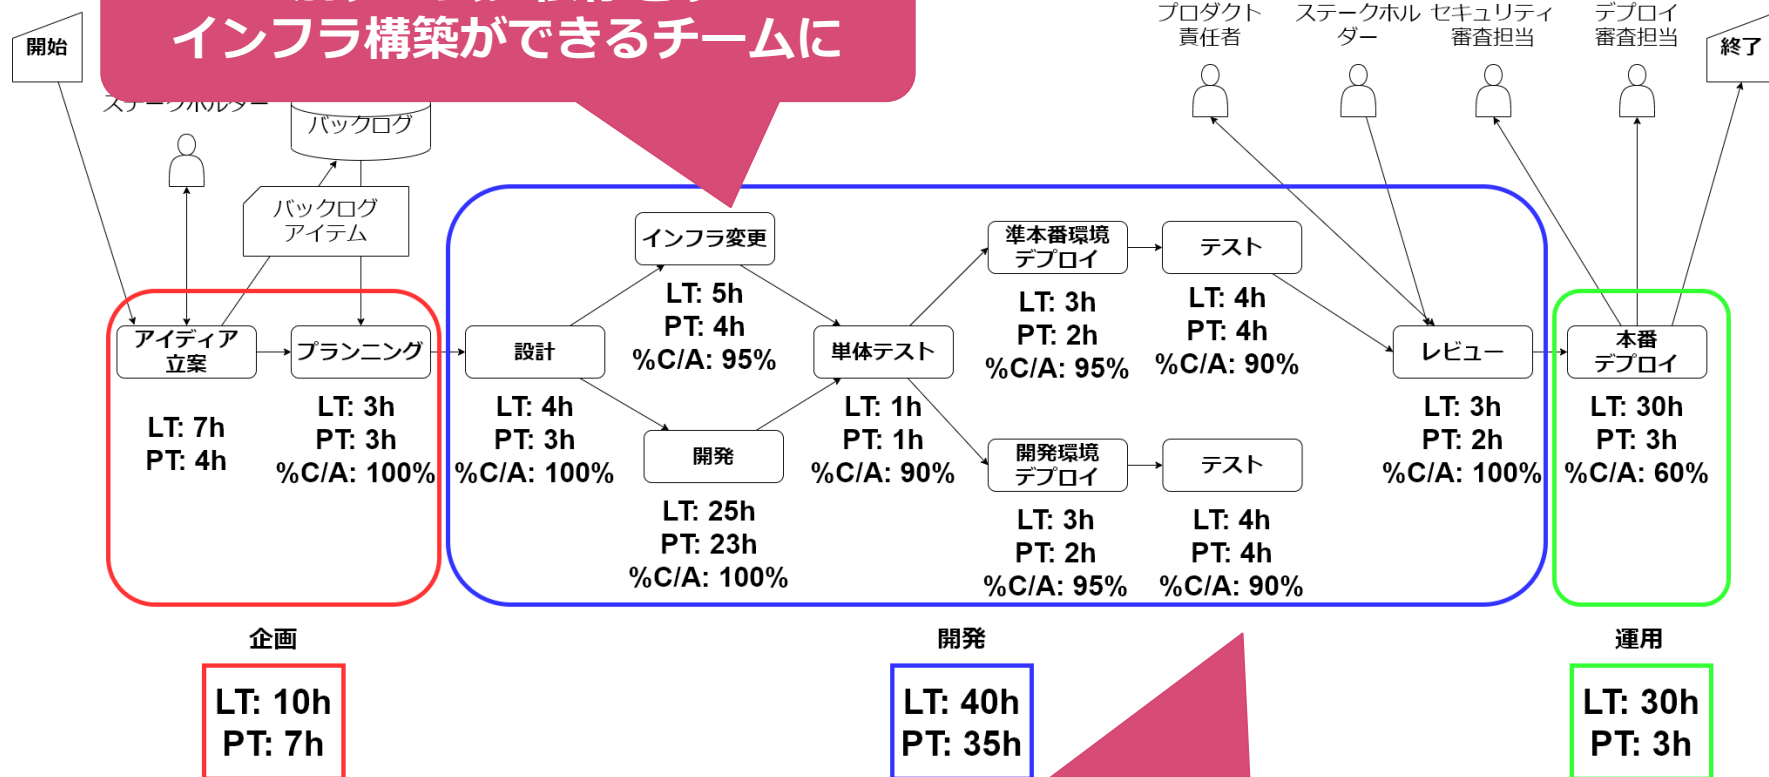 インフラ構築ができるチームに
開始
ステークホルダー
バックログ
バックログ
アイテム
プロダクト
責任者
ステークホル
ダー
セキュリティ
審査担当
デプロイ
審査担当
終了
アイディア
立案
LT: 7h
PT: 4h
プランニング
LT: 3h
PT: 3h
%C/A: 100%
設計
LT: 4h
PT: 3h
%C/A: 100%
インフラ変更
LT: 5h
PT: 4h
%C/A: 95%
開発
LT: 25h
PT: 23h
%C/A: 100%
単体テスト
LT: 1h
PT: 1h
%C/A: 90%
準本番環境
デプロイ
LT: 3h
PT: 2h
%C/A: 95%
テスト
LT: 4h
PT: 4h
%C/A: 90%
開発環境
デプロイ
LT: 3h
PT: 2h
%C/A: 95%
テスト
LT: 4h
PT: 4h
%C/A: 90%
レビュー
LT: 3h
PT: 2h
%C/A: 100%
本番
デプロイ
LT: 30h
PT: 3h
%C/A: 60%
企画
LT: 10h
PT: 7h
開発
LT: 40h
PT: 35h
運用
LT: 30h
PT: 3h